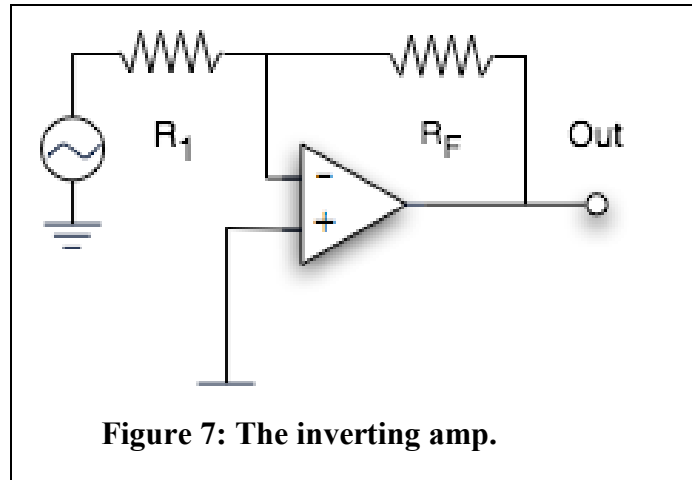 R1
RF
Out
-
+
Figure 7: The inverting amp.